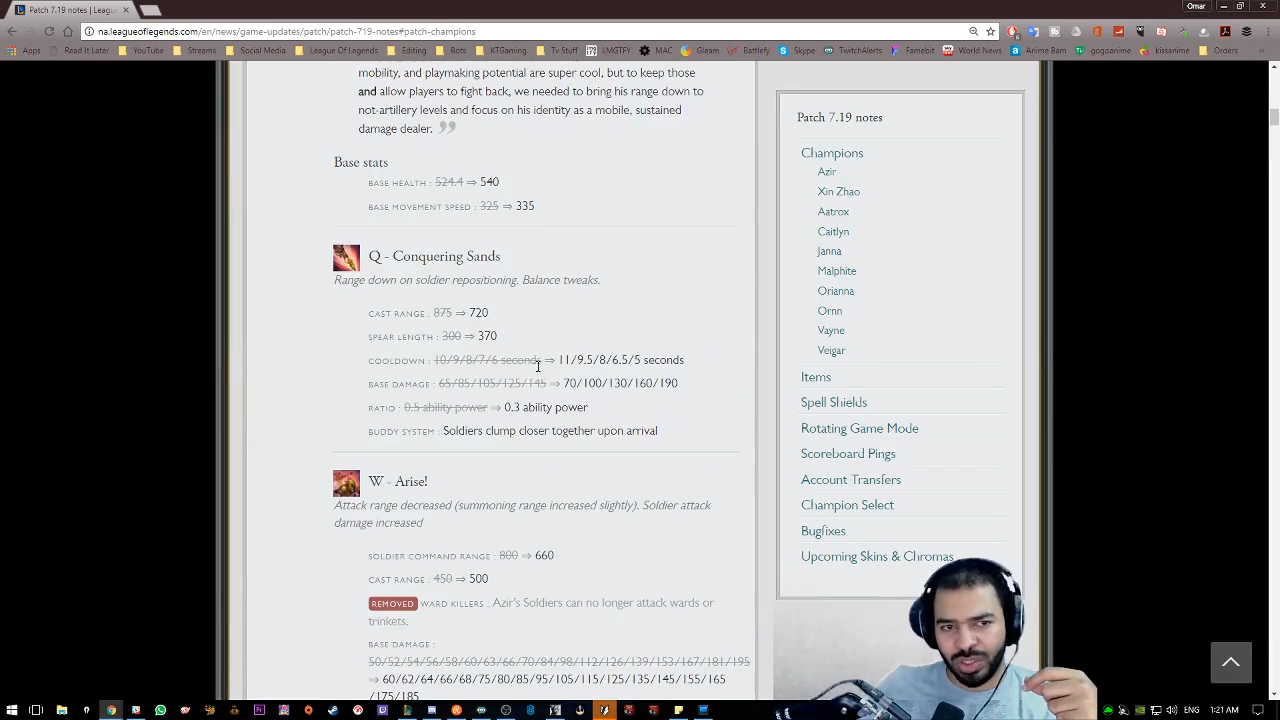 Patch 7.19 notes | Leagu
Omar
na.leagueoflegends.com/en/news/game-updates/patch/patch-719-notes#patch-champions
Apps Read It Later YouTube Streams Social Media League Of Legends Editing Bots KTGaming Tv Stuff LMGTFY MAC Gleam Battlefy Skype TwitchAlerts Famebit World News Anime Bam gogoanime kissanime Orders
mobility, and playmaking potential are super cool, but to keep those
and allow players to fight back, we needed to bring his range down to
not-artillery levels and focus on his identity as a mobile, sustained
damage dealer.
Base stats
BASE HEALTH : 524.4 ⇒ 540
BASE MOVEMENT SPEED : 325 ⇒ 335
Q - Conquering Sands
Range down on soldier repositioning. Balance tweaks.
CAST RANGE : 875 ⇒ 720
SPEAR LENGTH : 300 ⇒ 370
COOLDOWN : 10/9/8/7/6 seconds ⇒ 11/9.5/8/6.5/5 seconds
BASE DAMAGE : 65/85/105/125/145 ⇒ 70/100/130/160/190
RATIO : 0.5 ability power ⇒ 0.3 ability power
BUDDY SYSTEM : Soldiers clump closer together upon arrival
W - Arise!
Attack range decreased (summoning range increased slightly). Soldier attack
damage increased
SOLDIER COMMAND RANGE : 800 ⇒ 660
CAST RANGE : 450 ⇒ 500
REMOVED WARD KILLERS : Azir's Soldiers can no longer attack wards or
trinkets.
BASE DAMAGE :
50/52/54/56/58/60/63/66/70/84/98/112/126/139/153/167/181/195
⇒ 60/62/64/66/68/75/80/85/95/105/115/125/135/145/155/165
/175/185
Patch 7.19 notes
Champions
Azir
Xin Zhao
Aatrox
Caitlyn
Janna
Malphite
Orianna
Ornn
Vayne
Veigar
Items
Spell Shields
Rotating Game Mode
Scoreboard Pings
Account Transfers
Champion Select
Bugfixes
Upcoming Skins & Chromas
ENG 1:21 AM